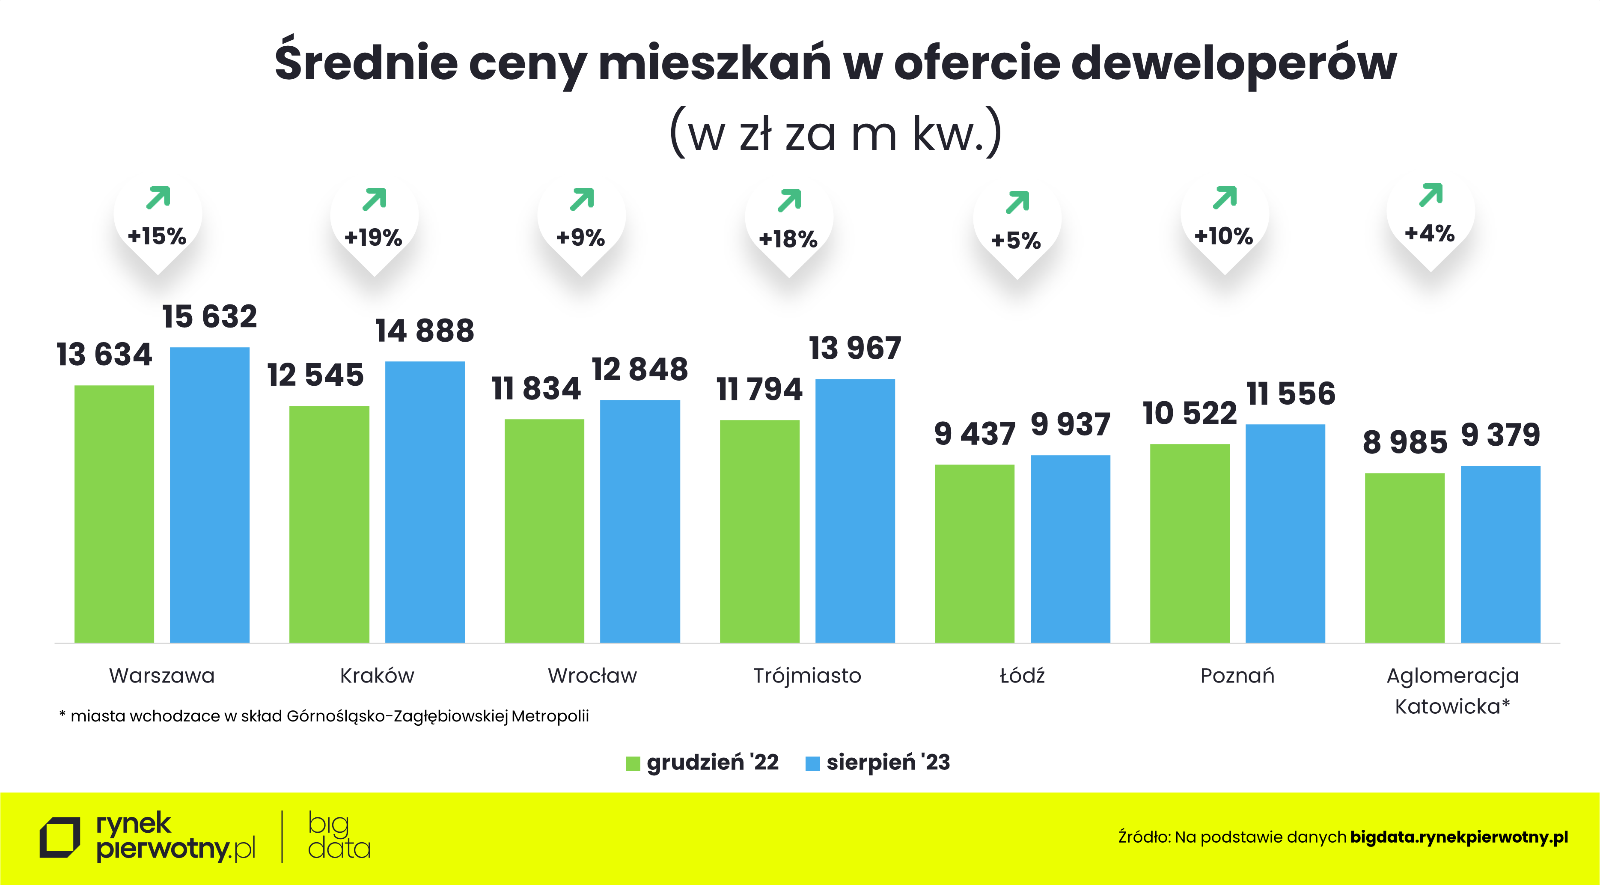 Średnie ceny mieszkań w ofercie deweloperów
(w zł za m kw.)
+15%
+19%
+9%
+18%
+5%
+10%
+4%
13 634
15 632
12 545
14 888
11 834
12 848
11 794
13 967
9 437
9 937
10 522
11 556
8 985
9 379
Warszawa
Kraków
Wrocław
Trójmiasto
Łódź
Poznań
Aglomeracja
Katowicka*
* miasta wchodzace w skład Górnośląsko-Zagłębiowskiej Metropolii
grudzień '22
sierpień '23
rynek
pierwotny.pl
big
data
Źródło: Na podstawie danych bigdata.rynekpierwotny.pl